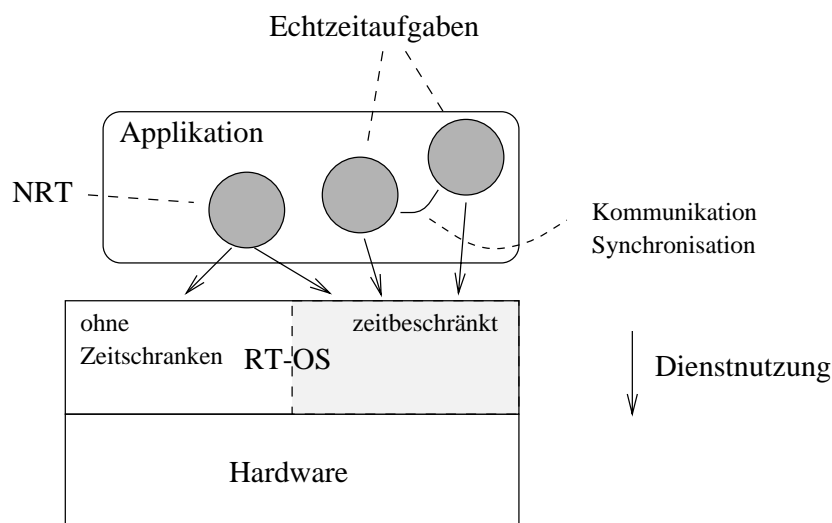 Echtzeitaufgaben
Applikation
NRT
Kommunikation
Synchronisation
ohne
Zeitschranken
zeitbeschränkt
RT-OS
Dienstnutzung
Hardware